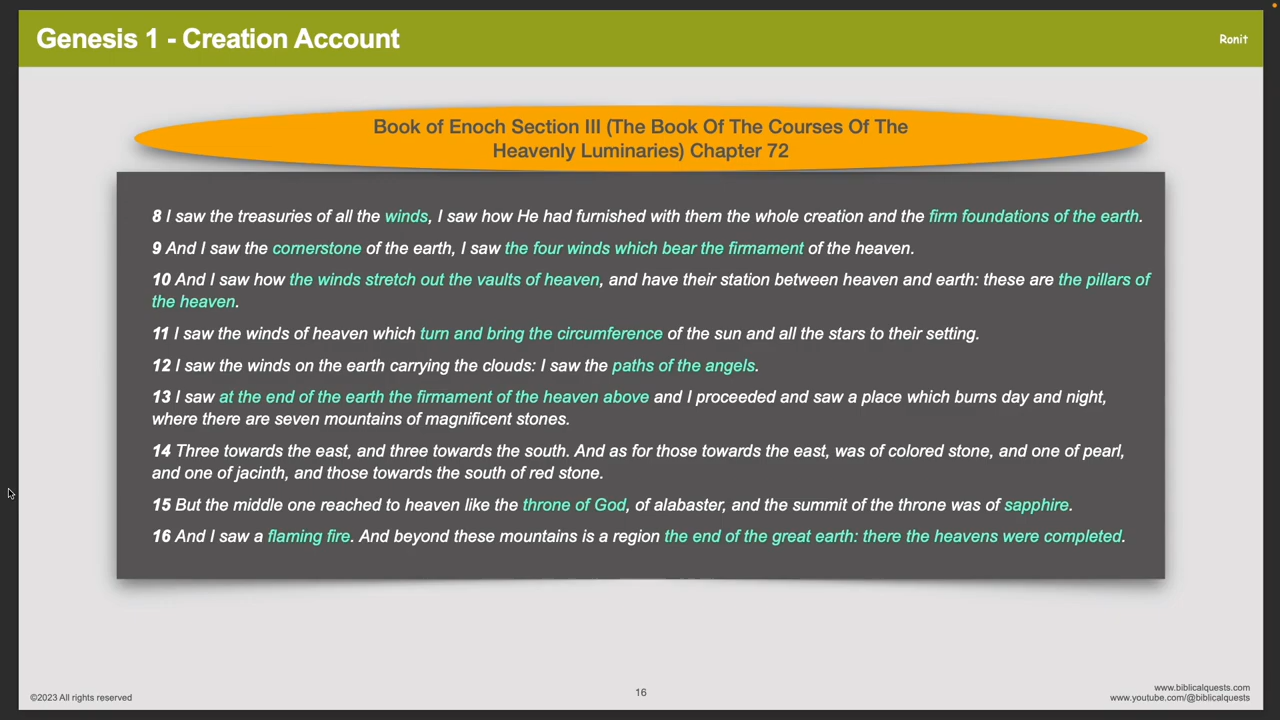 Genesis 1 - Creation Account
Ronit
Book of Enoch Section III (The Book Of The Courses Of The
Heavenly Luminaries) Chapter 72
8 I saw the treasuries of all the winds, I saw how He had furnished with them the whole creation and the firm foundations of the earth.
9 And I saw the cornerstone of the earth, I saw the four winds which bear the firmament of the heaven.
10 And I saw how the winds stretch out the vaults of heaven, and have their station between heaven and earth: these are the pillars of
the heaven.
11 I saw the winds of heaven which turn and bring the circumference of the sun and all the stars to their setting.
12 I saw the winds on the earth carrying the clouds: I saw the paths of the angels.
13 I saw at the end of the earth the firmament of the heaven above and I proceeded and saw a place which burns day and night,
where there are seven mountains of magnificent stones.
14 Three towards the east, and three towards the south. And as for those towards the east, was of colored stone, and one of pearl,
and one of jacinth, and those towards the south of red stone.
15 But the middle one reached to heaven like the throne of God, of alabaster, and the summit of the throne was of sapphire.
16 And I saw a flaming fire. And beyond these mountains is a region the end of the great earth: there the heavens were completed.
©2023 All rights reserved
16
www.biblicalquests.com
www.youtube.com/@biblicalquests